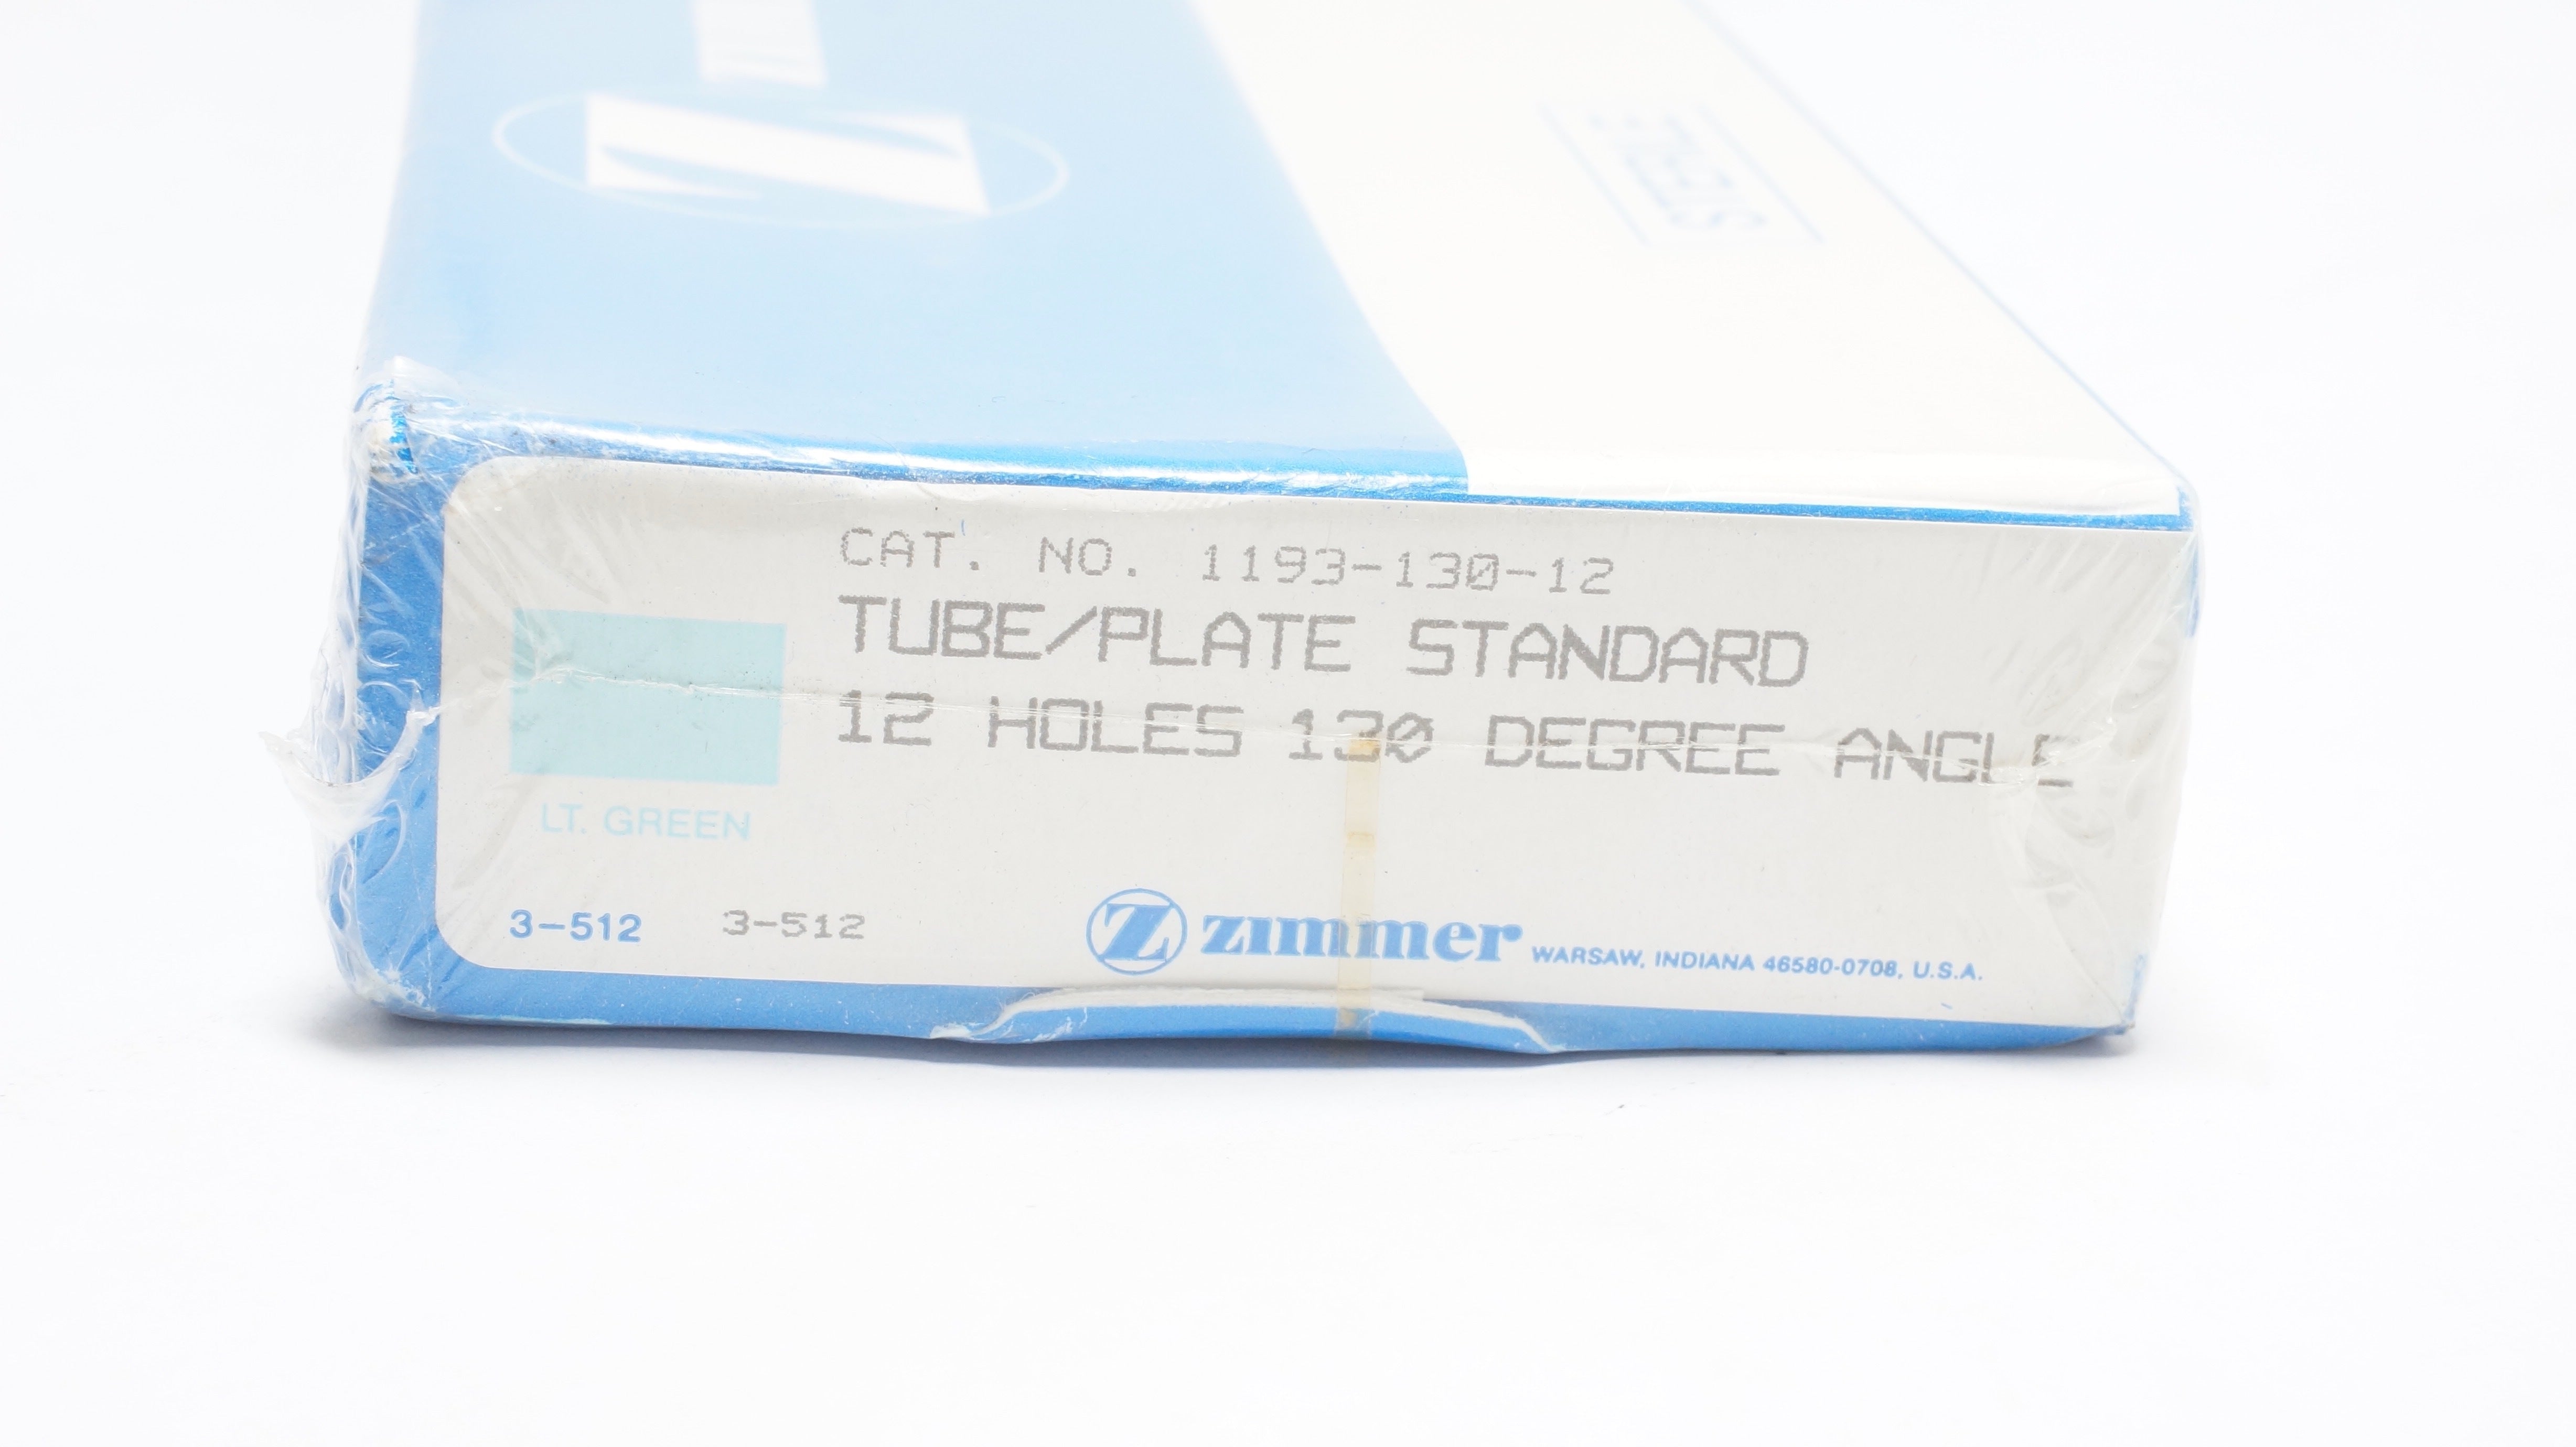 STERILE
CAT. NO. 1193-130-12
TUBE/PLATE STANDARD
12 HOLES 130 DEGREE ANGLE
LT. GREEN
3-512 3-512
Z zimmer WARSAW, INDIANA 46580-0708, U.S.A.